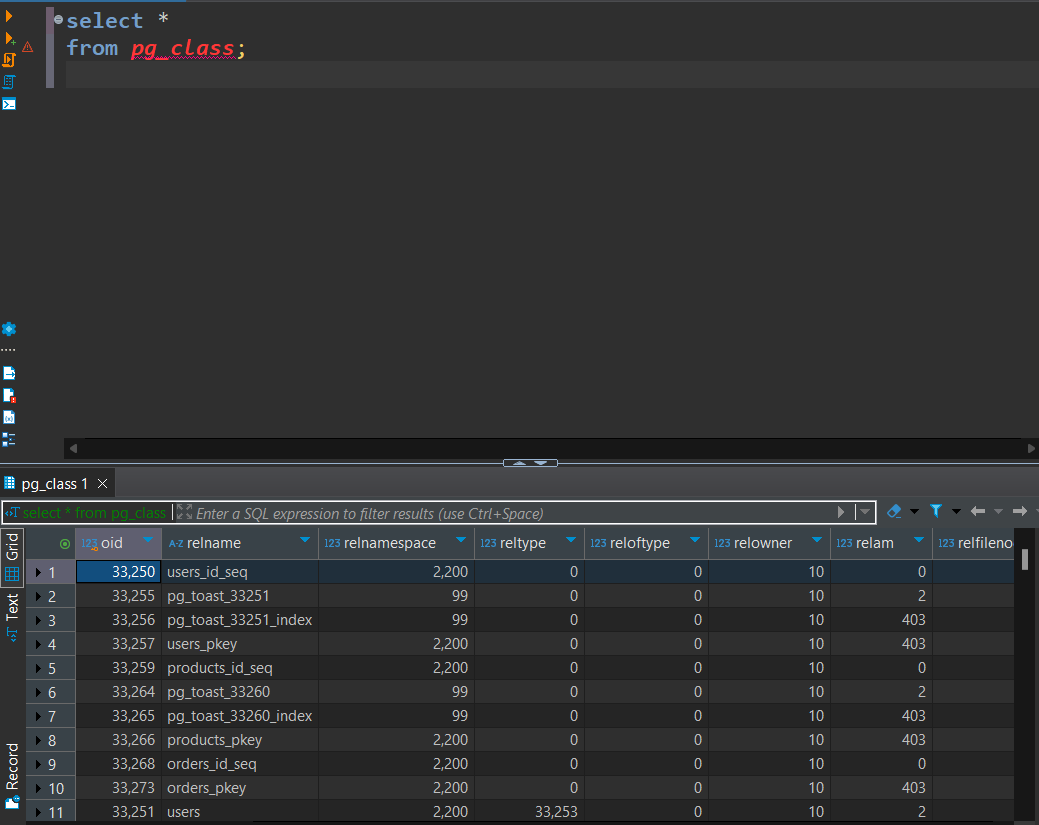 select *
from pg_class;
pg_class 1
select * from pg_class Enter a SQL expression to filter results (use Ctrl+Space)
Grid
Text
Record
123 oid A-Z relname 123 relnamespace 123 reltype 123 reloftype 123 relowner 123 relam 123 relfileno
1 33,250 users_id_seq 2,200 0 0 10 0
2 33,255 pg_toast_33251 99 0 0 10 2
3 33,256 pg_toast_33251_index 99 0 0 10 403
4 33,257 users_pkey 2,200 0 0 10 403
5 33,259 products_id_seq 2,200 0 0 10 0
6 33,264 pg_toast_33260 99 0 0 10 2
7 33,265 pg_toast_33260_index 99 0 0 10 403
8 33,266 products_pkey 2,200 0 0 10 403
9 33,268 orders_id_seq 2,200 0 0 10 0
10 33,273 orders_pkey 2,200 0 0 10 403
11 33,251 users 2,200 33,253 0 10 2